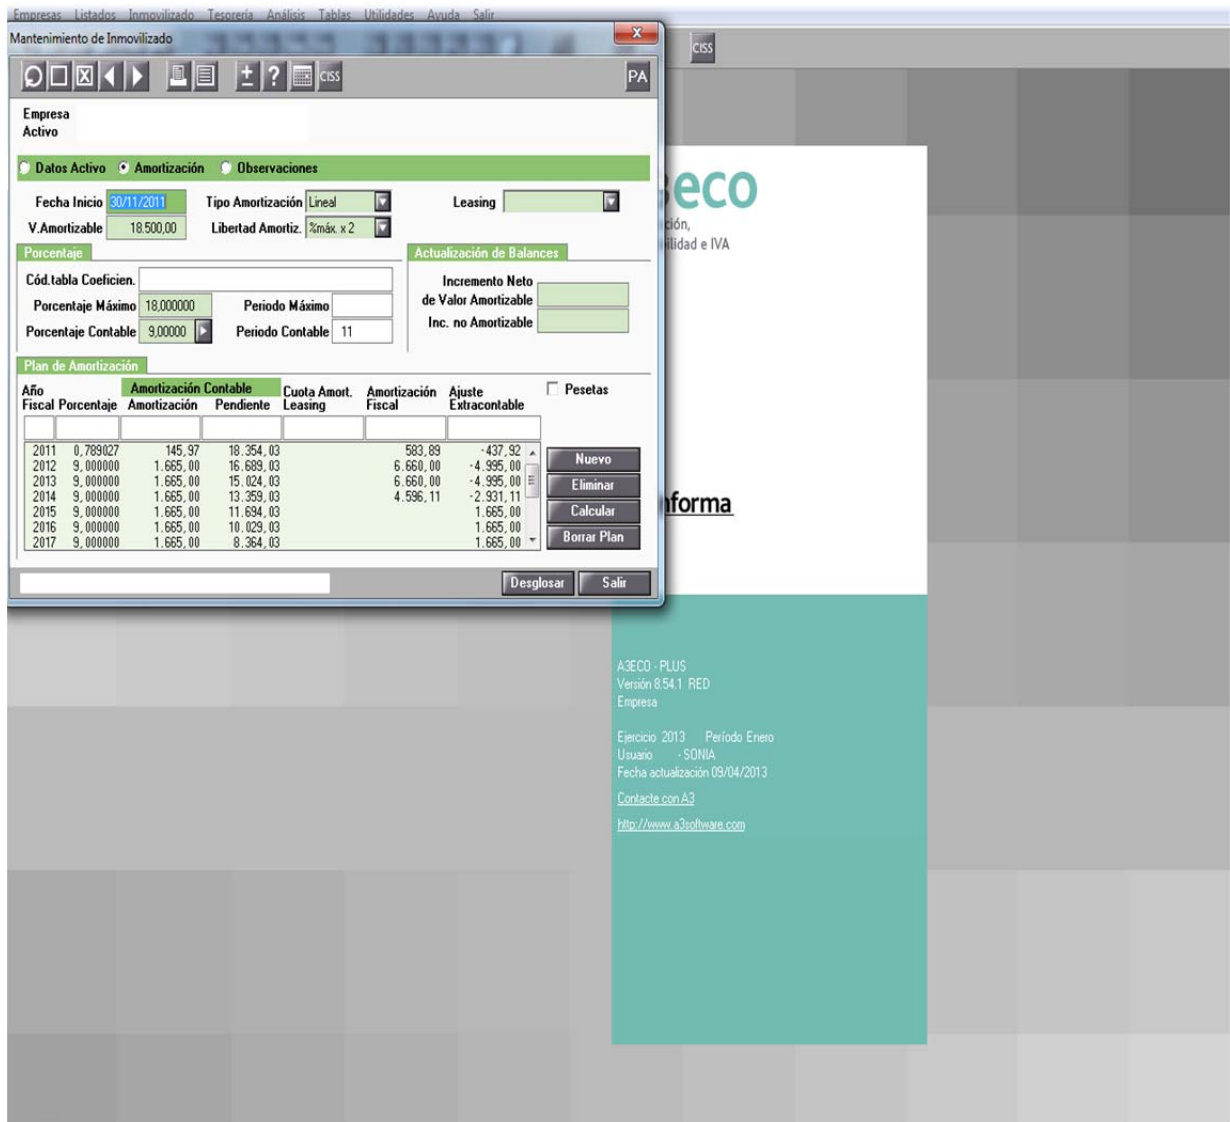 Empresas Listados Inmovilizado Tesorería Análisis Tablas Utilidades Ayuda Salir
Mantenimiento de Inmovilizado
x
CISS
± ? CISS PA
Empresa
Activo
Datos Activo Amortización Observaciones
Fecha Inicio 30/11/2011 Tipo Amortización Lineal Leasing
V.Amortizable 18.500,00 Libertad Amortiz. %máx. x 2
Porcentaje Actualización de Balances
Cód.tabla Coeficien. Incremento Neto
Porcentaje Máximo 18,000000 Periodo Máximo de Valor Amortizable
Porcentaje Contable 9,00000 Periodo Contable 11 Inc. no Amortizable
Plan de Amortización
Año Amortización Contable Cuota Amort. Amortización Ajuste Pesetas
Fiscal Porcentaje Amortización Pendiente Leasing Fiscal Extracontable
2011 0,789027 145,97 18.354,03 583,89 -437,92
2012 9,000000 1.665,00 16.689,03 6.660,00 -4.995,00
2013 9,000000 1.665,00 15.024,03 6.660,00 -4.995,00
2014 9,000000 1.665,00 13.359,03 4.596,11 -2.931,11
2015 9,000000 1.665,00 11.694,03 1.665,00
2016 9,000000 1.665,00 10.029,03 1.665,00
2017 9,000000 1.665,00 8.364,03 1.665,00
Nuevo
Eliminar
Calcular
Borrar Plan
Desglosar Salir
eco
ción,
ilidad e IVA
nforma
A3ECO - PLUS
Versión 8.54.1 RED
Empresa
Ejercicio 2013 Período Enero
Usuario - SONIA
Fecha actualización 09/04/2013
Contacte con A3
http://www.a3software.com